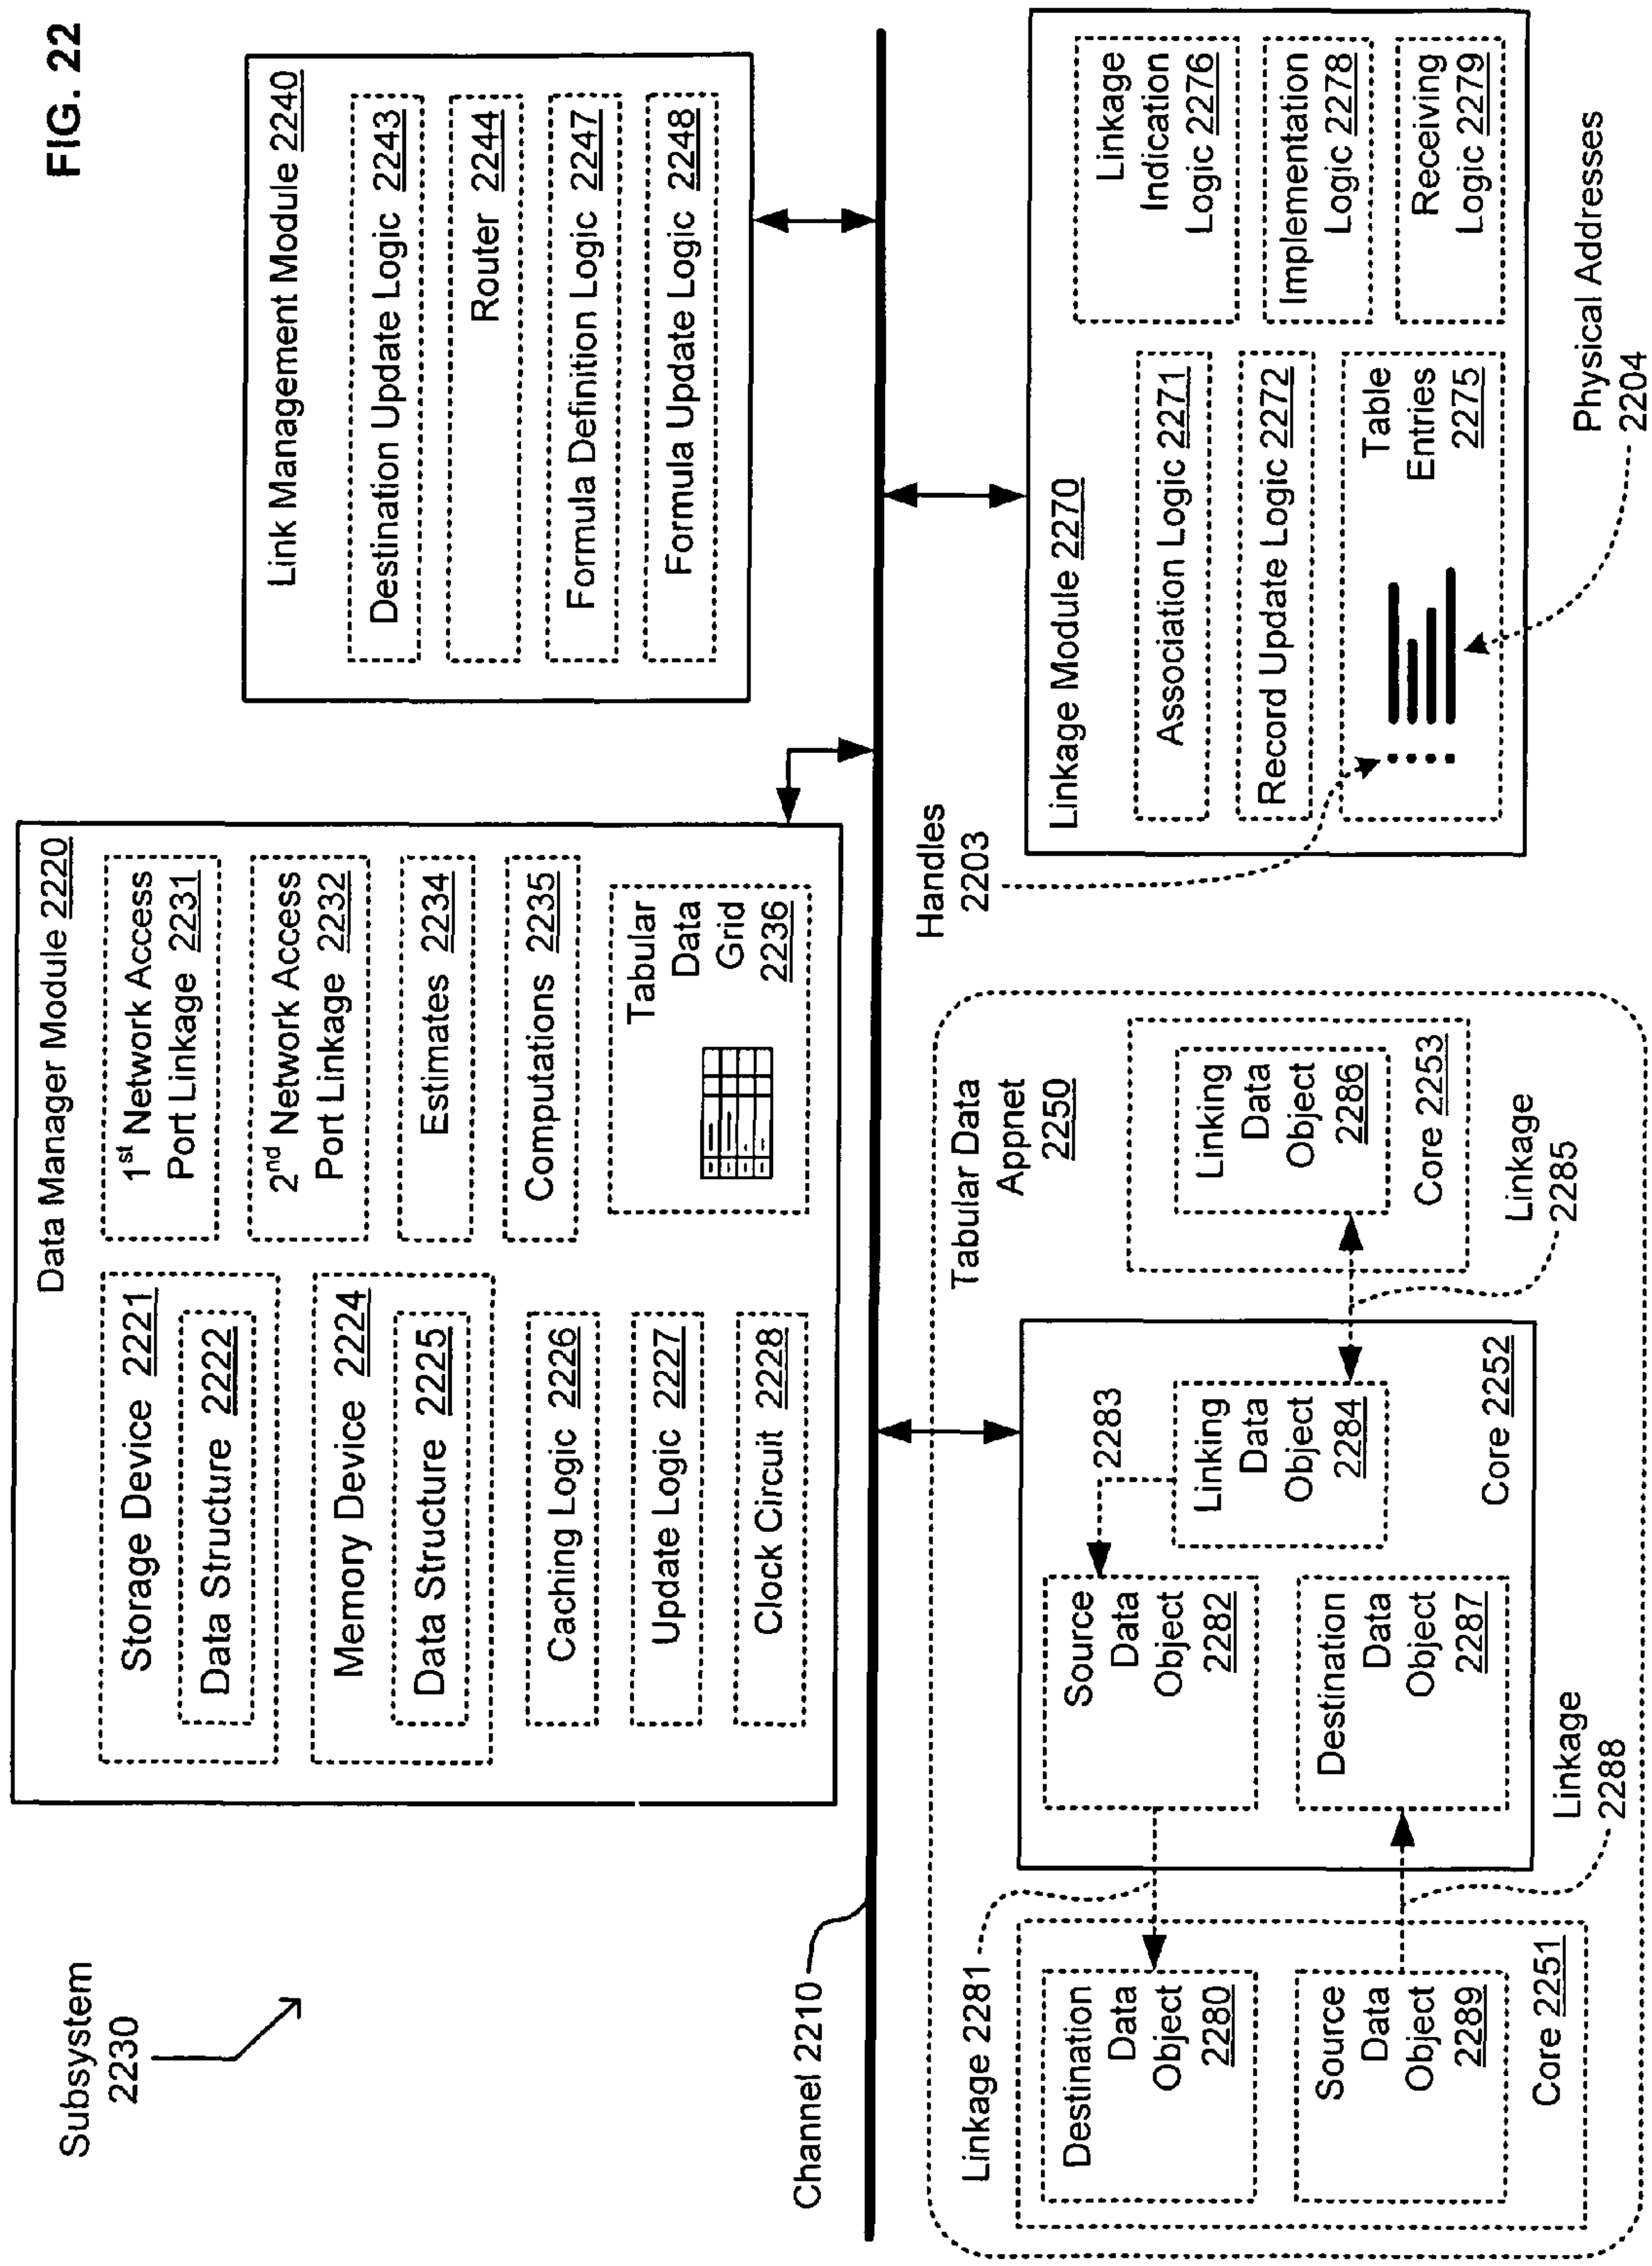 FIG. 22
Subsystem
2230
Data Manager Module 2220
Storage Device 2221
Data Structure 2222
Memory Device 2224
Data Structure 2225
Caching Logic 2226
Update Logic 2227
Clock Circuit 2228
1st Network Access
Port Linkage 2231
2nd Network Access
Port Linkage 2232
Estimates 2234
Computations 2235
Tabular
Data
Grid
2236
Link Management Module 2240
Destination Update Logic 2243
Router 2244
Formula Definition Logic 2247
Formula Update Logic 2248
Channel 2210
Tabular Data
Appnet
2250
Linkage 2281
Destination
Data
Object
2280
Source
Data
Object
2289
Core 2251
Source
Data
Object
2282
2283
Linking
Data
Object
2284
Destination
Data
Object
2287
Core 2252
Linkage
2288
Linking
Data
Object
2286
Core 2253
Linkage
2285
Handles
2203
Linkage Module 2270
Association Logic 2271
Record Update Logic 2272
Table
Entries
2275
Linkage
Indication
Logic 2276
Implementation
Logic 2278
Receiving
Logic 2279
Physical Addresses
2204